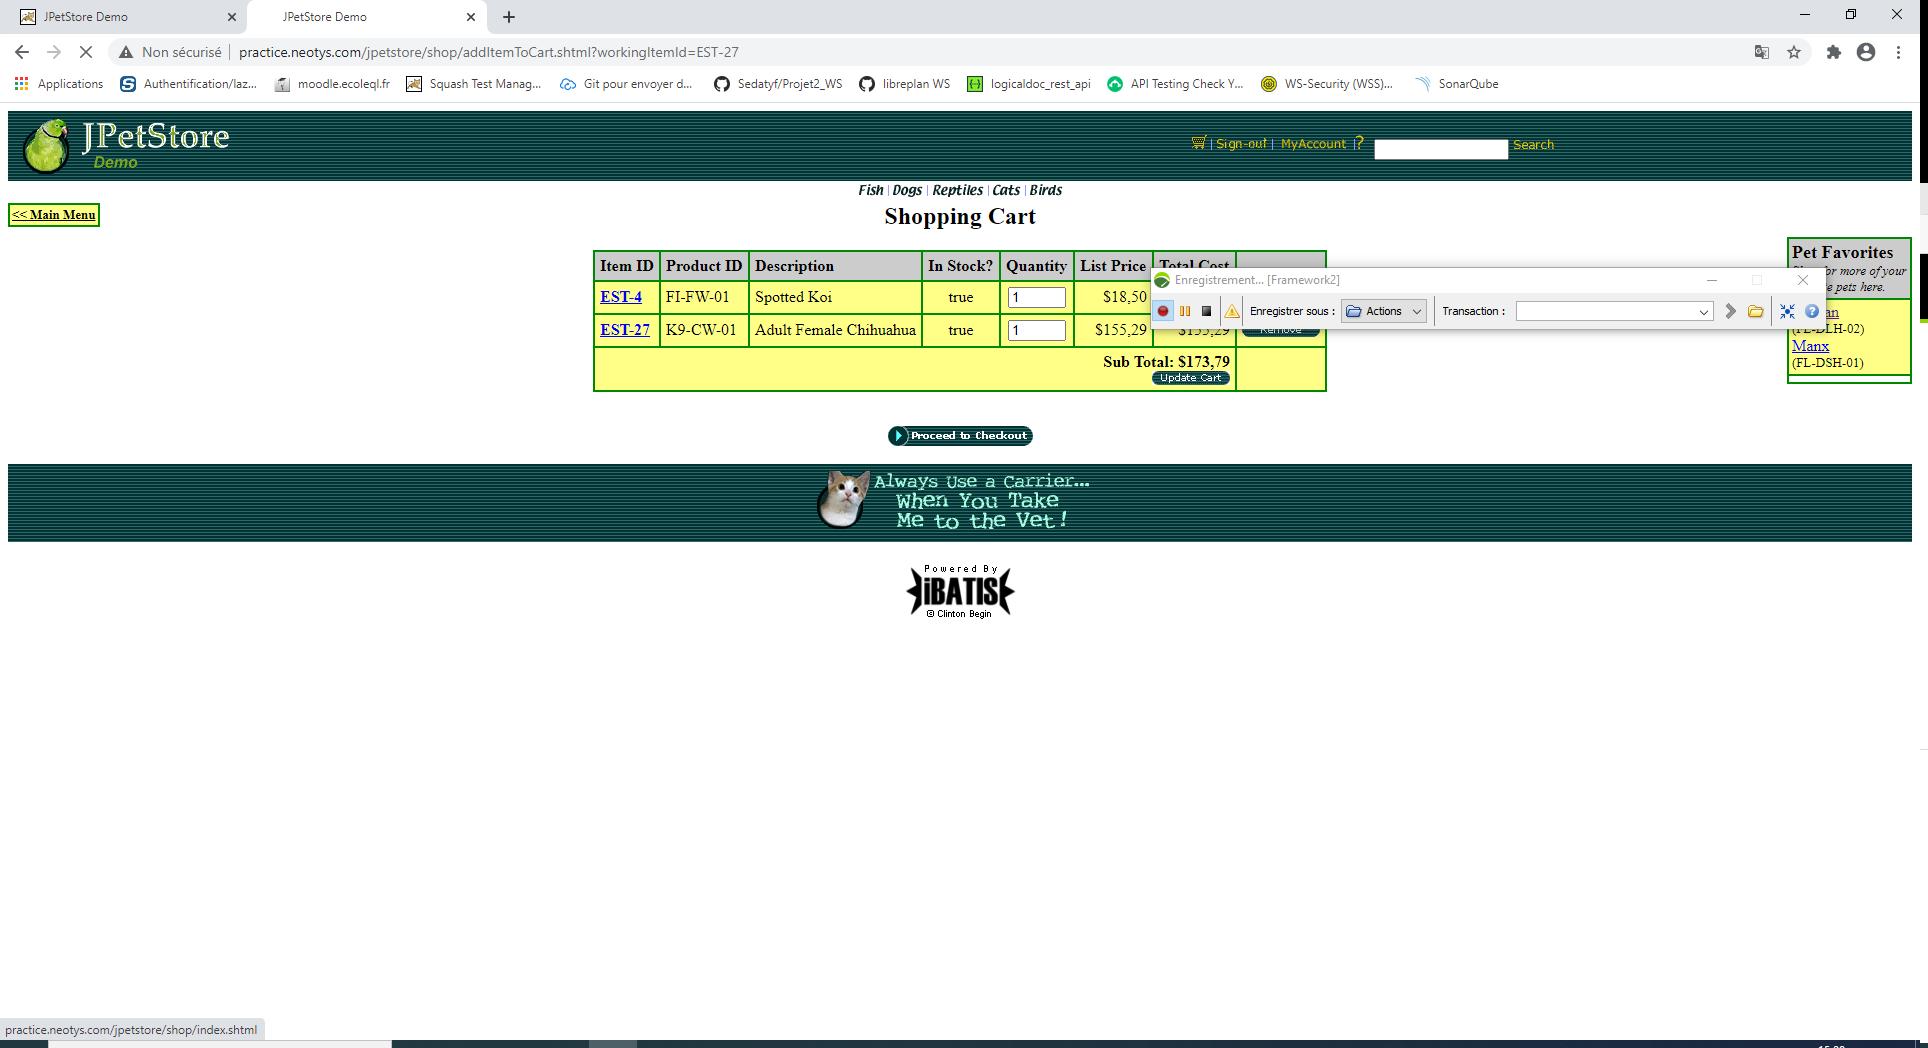 JPetStore Demo
JPetStore Demo
Non sécurisé
practice.neotys.com/jpetstore/shop/addItemToCart.shtml?workingItemId=EST-27
Applications
Authentification/laz...
moodle.ecoleql.fr
Squash Test Manag...
Git pour envoyer d...
Sedatyf/Projet2_WS
libreplan WS
logicaldoc_rest_api
API Testing Check Y...
WS-Security (WSS)...
SonarQube
JPetStore
Demo
| Sign-out | MyAccount | ? Search
Fish | Dogs | Reptiles | Cats | Birds
<< Main Menu
Shopping Cart
Pet Favorites
for more of your
pets here.
(FL-DLH-02)
Manx
(FL-DSH-01)
Item ID Product ID Description In Stock? Quantity List Price Total Cost
EST-4 FI-FW-01 Spotted Koi true 1 $18,50
EST-27 K9-CW-01 Adult Female Chihuahua true 1 $155,29 $155,29 Remove
Sub Total: $173,79
Update Cart
Enregistrement... [Framework2]
Enregistrer sous : Actions Transaction :
Proceed to Checkout
Always Use a Carrier...
When You Take
Me to the Vet!
Powered By
iBATIS
© Clinton Begin
practice.neotys.com/jpetstore/shop/index.shtml